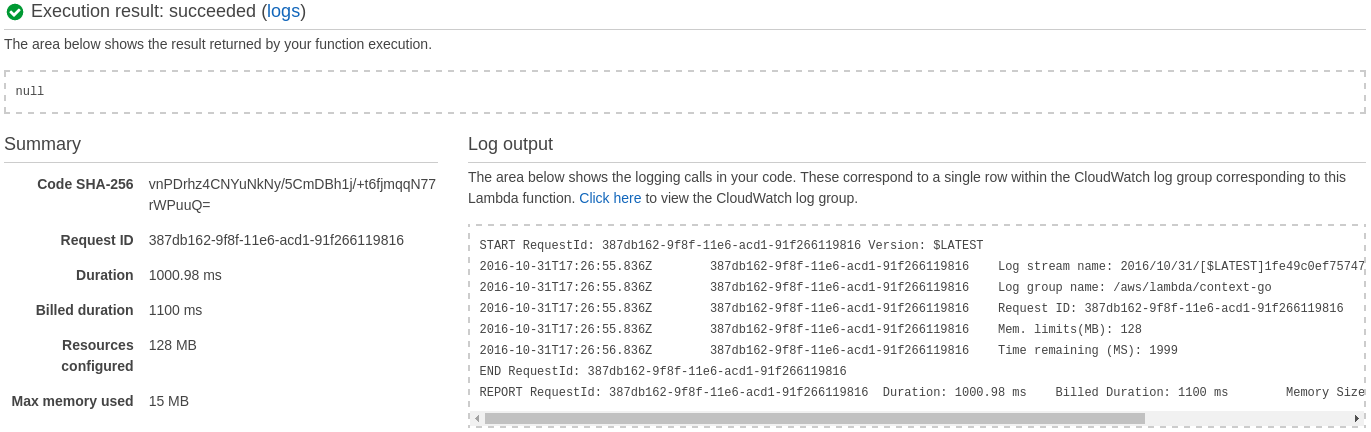 Execution result: succeeded (logs)
The area below shows the result returned by your function execution.
null
Summary
Code SHA-256 vnPDrhz4CNYuNkNy/5CmDBh1j/+t6fjmqqN77
rWPuuQ=
Request ID 387db162-9f8f-11e6-acd1-91f266119816
Duration 1000.98 ms
Billed duration 1100 ms
Resources 128 MB
configured
Max memory used 15 MB
Log output
The area below shows the logging calls in your code. These correspond to a single row within the CloudWatch log group corresponding to this
Lambda function. Click here to view the CloudWatch log group.
START RequestId: 387db162-9f8f-11e6-acd1-91f266119816 Version: $LATEST
2016-10-31T17:26:55.836Z 387db162-9f8f-11e6-acd1-91f266119816 Log stream name: 2016/10/31/[$LATEST]1fe49c0ef75747
2016-10-31T17:26:55.836Z 387db162-9f8f-11e6-acd1-91f266119816 Log group name: /aws/lambda/context-go
2016-10-31T17:26:55.836Z 387db162-9f8f-11e6-acd1-91f266119816 Request ID: 387db162-9f8f-11e6-acd1-91f266119816
2016-10-31T17:26:55.836Z 387db162-9f8f-11e6-acd1-91f266119816 Mem. limits(MB): 128
2016-10-31T17:26:56.836Z 387db162-9f8f-11e6-acd1-91f266119816 Time remaining (MS): 1999
END RequestId: 387db162-9f8f-11e6-acd1-91f266119816
REPORT RequestId: 387db162-9f8f-11e6-acd1-91f266119816 Duration: 1000.98 ms Billed Duration: 1100 ms Memory Size